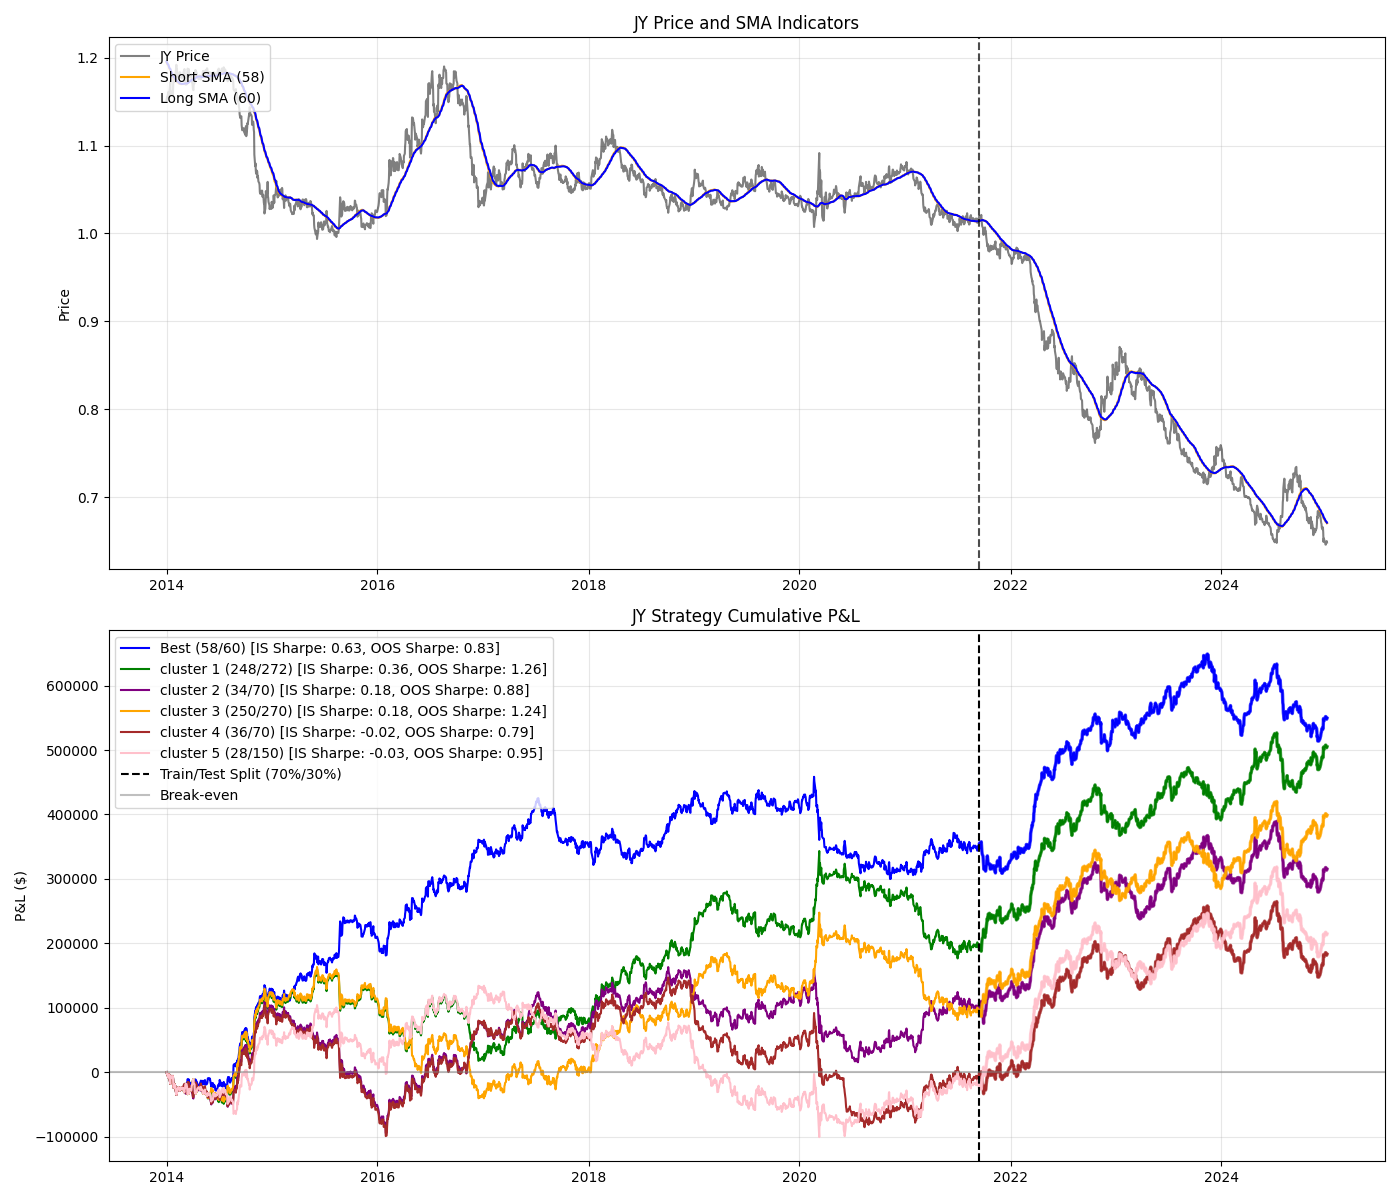 JY Price and SMA Indicators
JY Price
Short SMA (58)
Long SMA (60)
Price
1.2
1.1
1.0
0.9
0.8
0.7
2014
2016
2018
2020
2022
2024
JY Strategy Cumulative P&L
Best (58/60) [IS Sharpe: 0.63, OOS Sharpe: 0.83]
cluster 1 (248/272) [IS Sharpe: 0.36, OOS Sharpe: 1.26]
cluster 2 (34/70) [IS Sharpe: 0.18, OOS Sharpe: 0.88]
cluster 3 (250/270) [IS Sharpe: 0.18, OOS Sharpe: 1.24]
cluster 4 (36/70) [IS Sharpe: -0.02, OOS Sharpe: 0.79]
cluster 5 (28/150) [IS Sharpe: -0.03, OOS Sharpe: 0.95]
Train/Test Split (70%/30%)
Break-even
P&L ($)
600000
500000
400000
300000
200000
100000
0
−100000
2014
2016
2018
2020
2022
2024